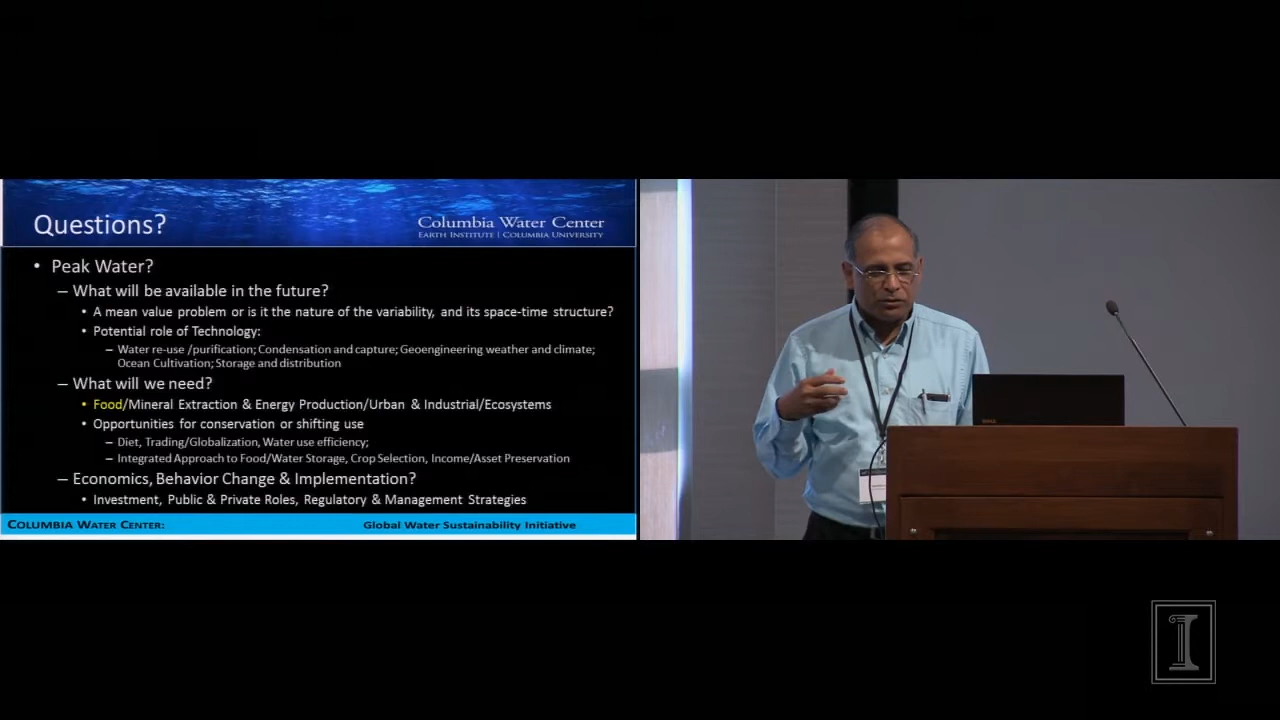 Questions?
Columbia Water Center
EARTH INSTITUTE | COLUMBIA UNIVERSITY
• Peak Water?
– What will be available in the future?
• A mean value problem or is it the nature of the variability, and its space-time structure?
• Potential role of Technology:
– Water re-use /purification; Condensation and capture; Geoengineering weather and climate;
Ocean Cultivation; Storage and distribution
– What will we need?
• Food/Mineral Extraction & Energy Production/Urban & Industrial/Ecosystems
• Opportunities for conservation or shifting use
– Diet, Trading/Globalization, Water use efficiency;
– Integrated Approach to Food/Water Storage, Crop Selection, Income/Asset Preservation
– Economics, Behavior Change & Implementation?
• Investment, Public & Private Roles, Regulatory & Management Strategies
COLUMBIA WATER CENTER:
Global Water Sustainability Initiative
I